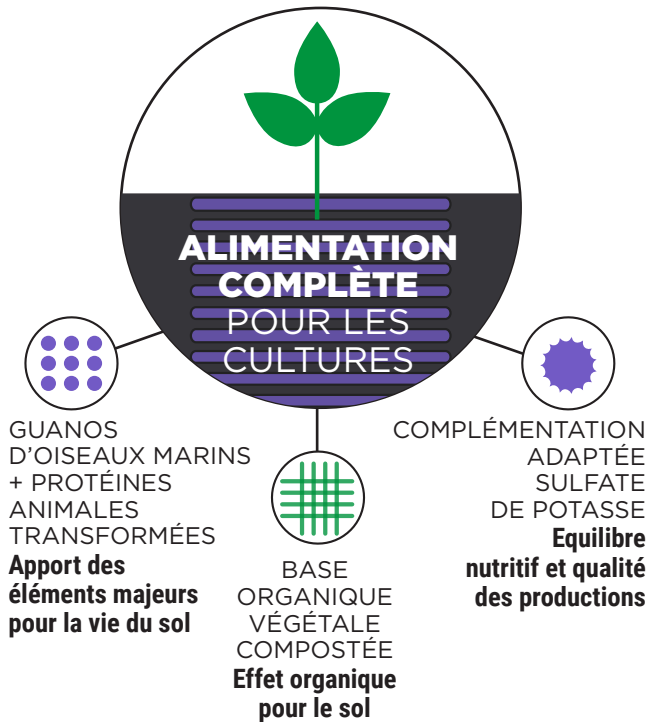 ALIMENTATION
COMPLÈTE
POUR LES
CULTURES
GUANOS
D'OISEAUX MARINS
+ PROTÉINES
ANIMALES
TRANSFORMÉES
Apport des
éléments majeurs
pour la vie du sol
BASE
ORGANIQUE
VÉGÉTALE
COMPOSTÉE
Effet organique
pour le sol
COMPLÉMENTATION
ADAPTÉE
SULFATE
DE POTASSE
Equilibre
nutritif et qualité
des productions